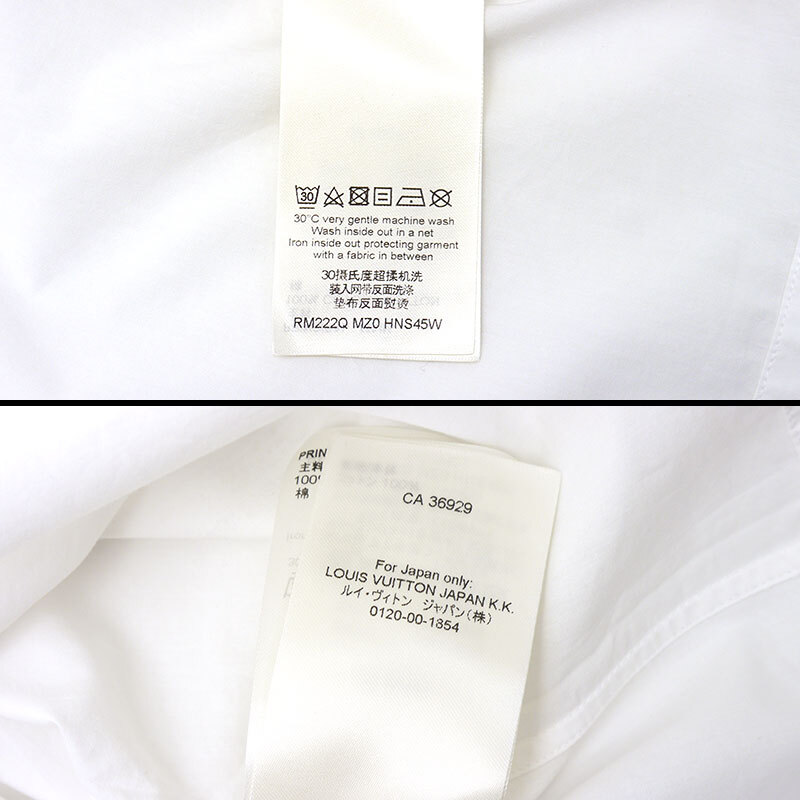 30
30°C very gentle machine wash
Wash inside out in a net
Iron inside out protecting garment
with a fabric in between
30摄氏度超揉机洗
装入网带反面洗涤
垫布反面熨烫
RM222Q MZ0 HNS45W
PRIN
主料
100%
棉
CA 36929
For Japan only:
LOUIS VUITTON JAPAN K.K.
ルイ・ヴィトン ジャパン(株)
0120-00-1854